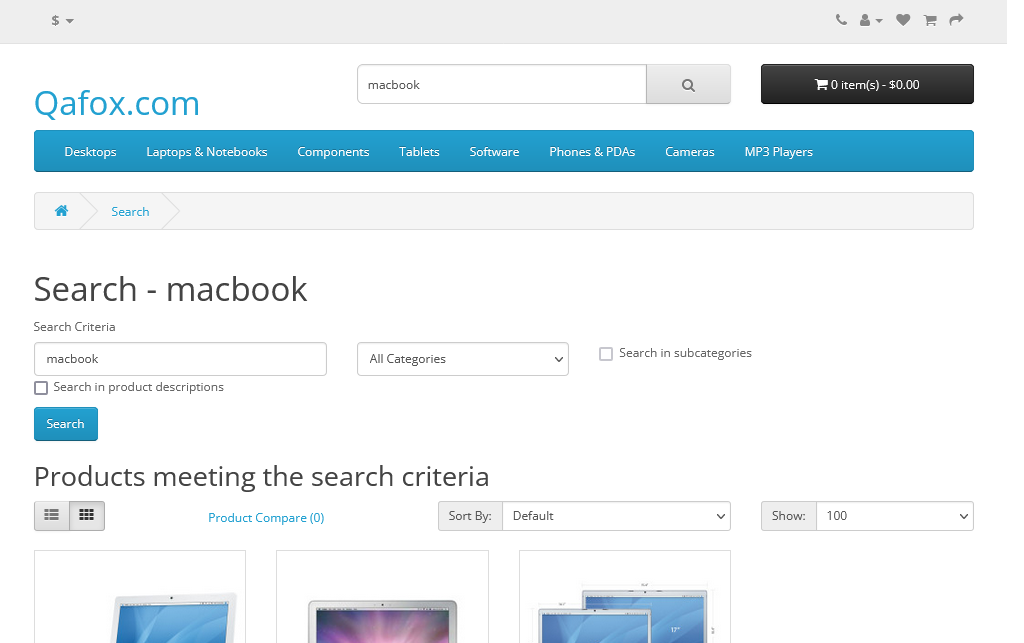 $
macbook
0 item(s) - $0.00
Qafox.com
Desktops Laptops & Notebooks Components Tablets Software Phones & PDAs Cameras MP3 Players
Search
Search - macbook
Search Criteria
macbook All Categories Search in subcategories
Search in product descriptions
Search
Products meeting the search criteria
Product Compare (0) Sort By: Default Show: 100
17"